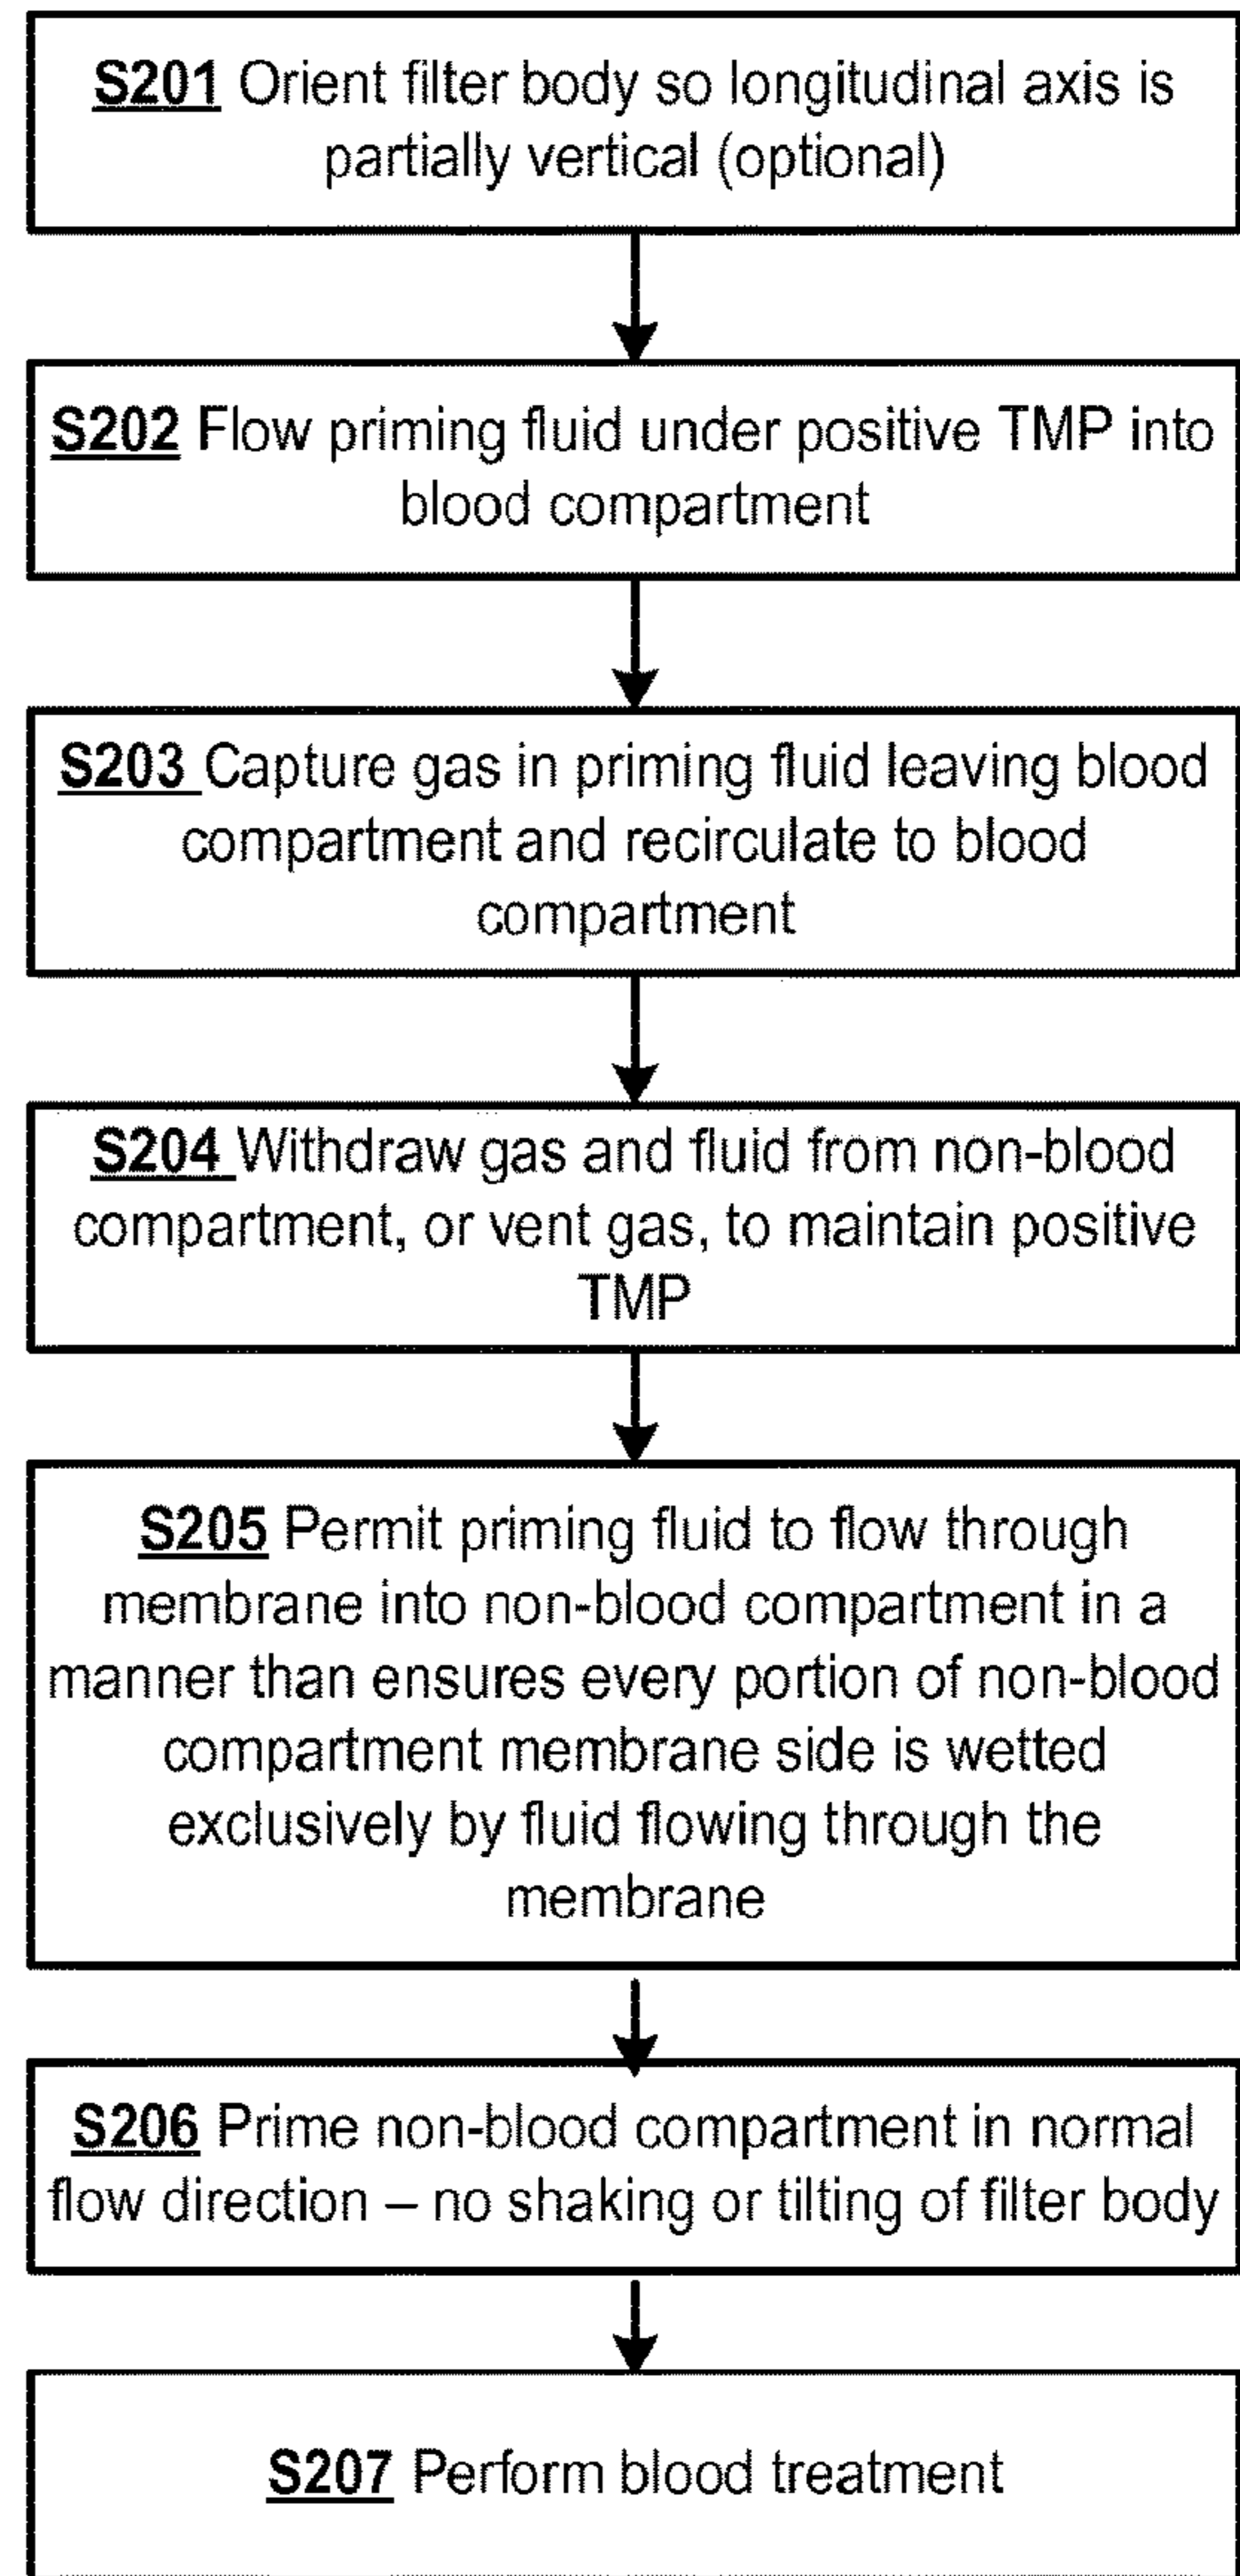 S201 Orient filter body so longitudinal axis is
partially vertical (optional)
S202 Flow priming fluid under positive TMP into
blood compartment
S203 Capture gas in priming fluid leaving blood
compartment and recirculate to blood
compartment
S204 Withdraw gas and fluid from non-blood
compartment, or vent gas, to maintain positive
TMP
S205 Permit priming fluid to flow through
membrane into non-blood compartment in a
manner than ensures every portion of non-blood
compartment membrane side is wetted
exclusively by fluid flowing through the
membrane
S206 Prime non-blood compartment in normal
flow direction – no shaking or tilting of filter body
S207 Perform blood treatment